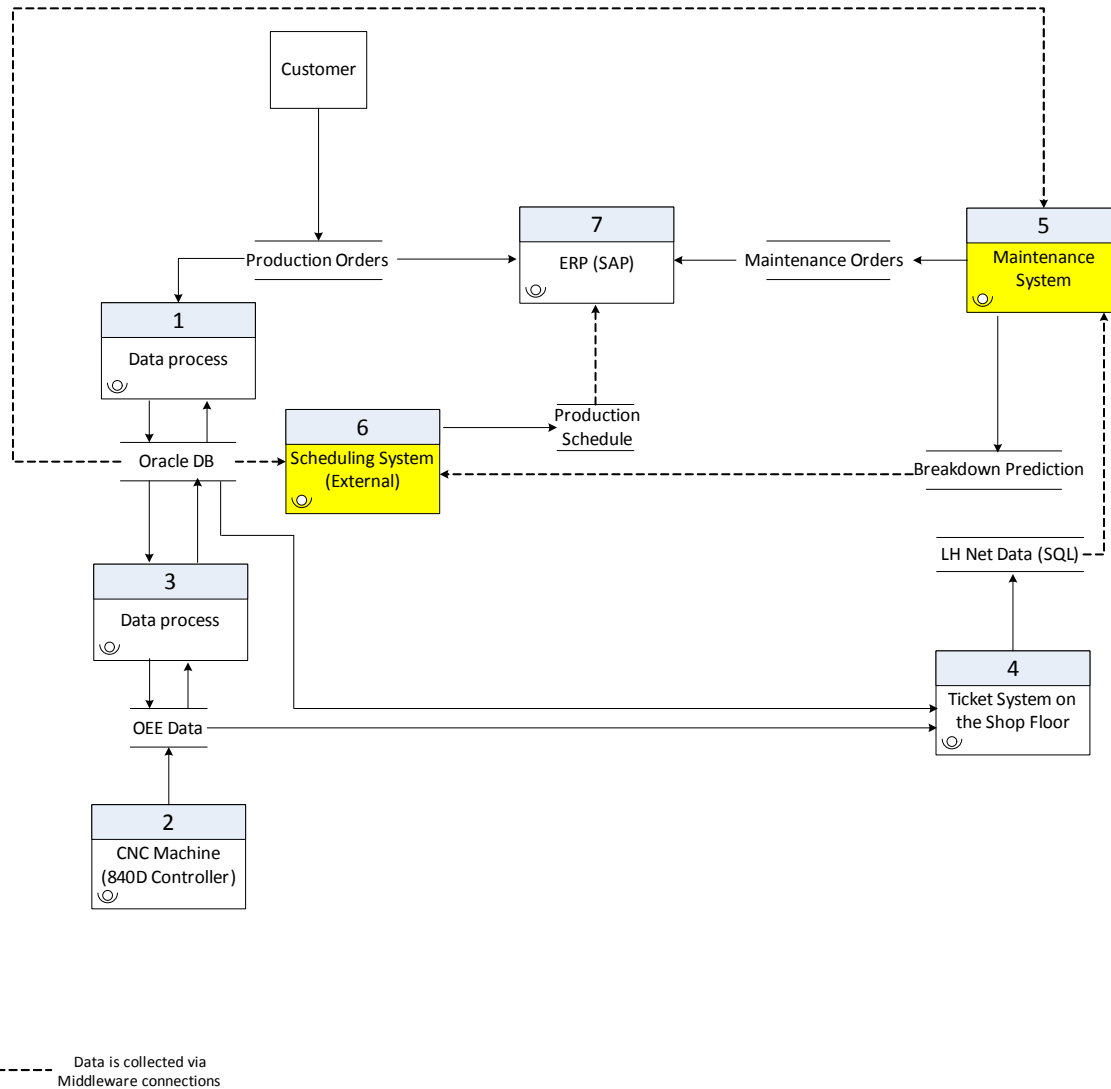 Customer
7
5
Production Orders
ERP (SAP)
Maintenance Orders
Maintenance
System
1
Data process
6
Production
Schedule
Oracle DB
Scheduling System
(External)
Breakdown Prediction
LH Net Data (SQL)
3
Data process
4
OEE Data
Ticket System on
the Shop Floor
2
CNC Machine
(840D Controller)
Data is collected via
Middleware connections